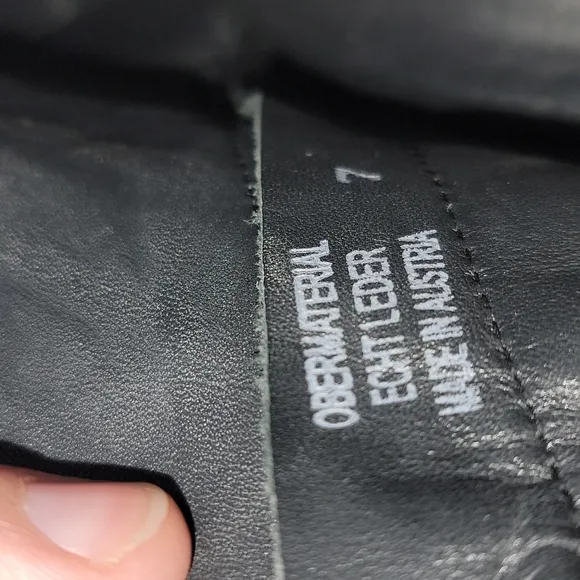 OBERMATERIAL 7
ECHT LEDER
MADE IN AUSTRIA